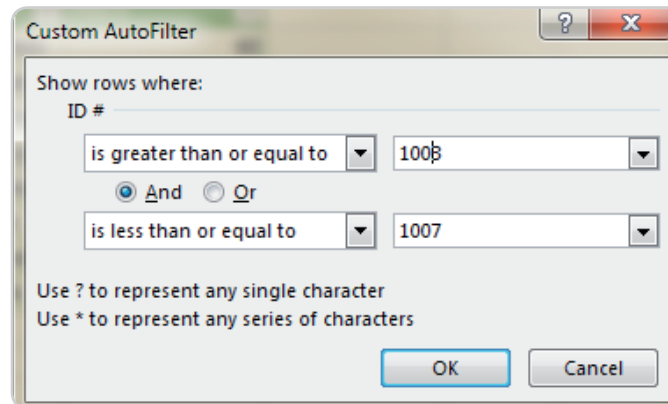 Custom AutoFilter
Show rows where:
ID #
is greater than or equal to 1003
And Or
is less than or equal to 1007
Use ? to represent any single character
Use * to represent any series of characters
OK Cancel